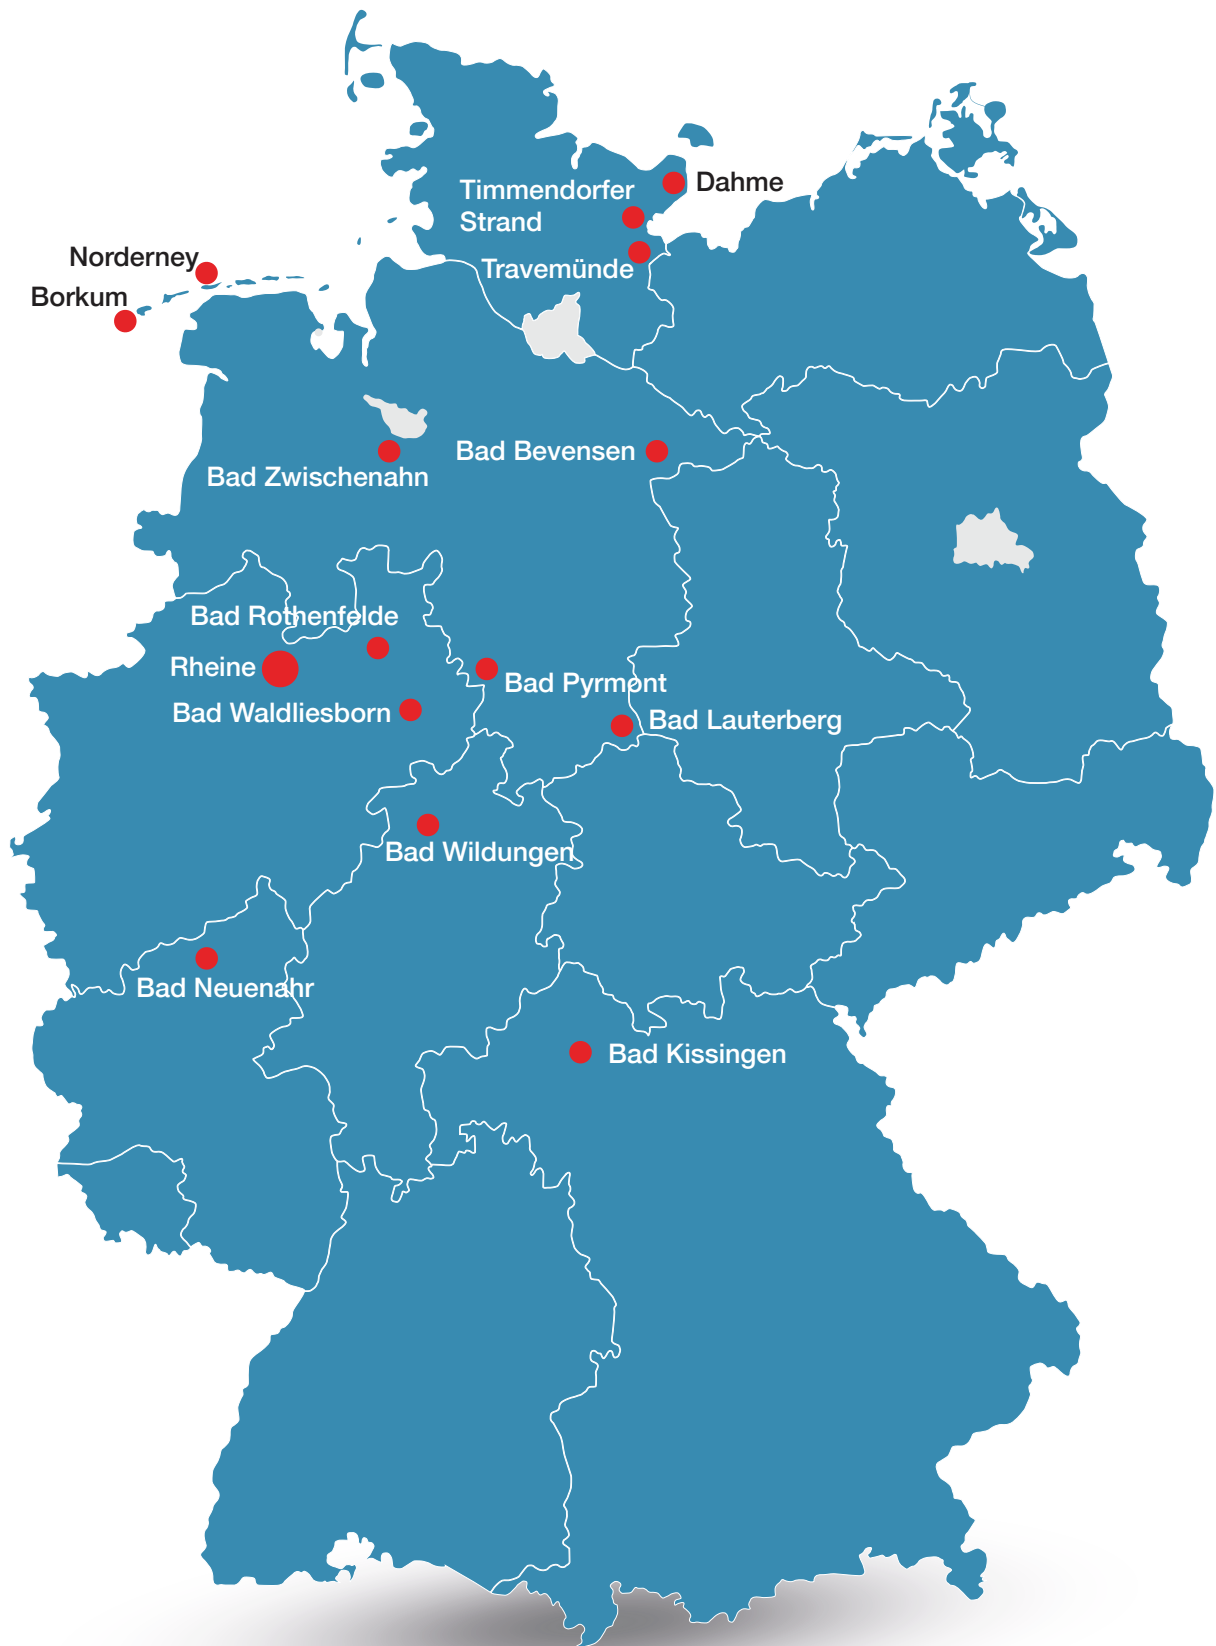 Dahme
Timmendorfer
Strand
Norderney
Travemünde
Borkum
Bad Bevensen
Bad Zwischenahn
Bad Rothenfelde
Rheine
Bad Pyrmont
Bad Waldliesborn
Bad Lauterberg
Bad Wildungen
Bad Neuenahr
Bad Kissingen